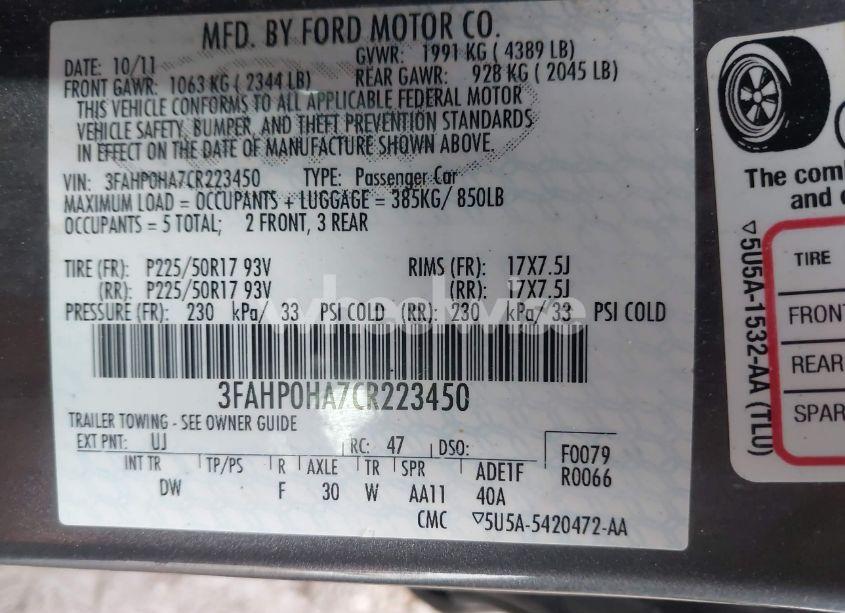 MFD. BY FORD MOTOR CO.
DATE: 10/11 GVWR: 1991 KG ( 4389 LB)
FRONT GAWR: 1063 KG ( 2344 LB) REAR GAWR: 928 KG ( 2045 LB)
THIS VEHICLE CONFORMS TO ALL APPLICABLE FEDERAL MOTOR
VEHICLE SAFETY, BUMPER, AND THEFT PREVENTION STANDARDS
IN EFFECT ON THE DATE OF MANUFACTURE SHOWN ABOVE.
VIN: 3FAHP0HA7CR223450 TYPE: Passenger Car
MAXIMUM LOAD = OCCUPANTS + LUGGAGE = 385KG/ 850LB
OCCUPANTS = 5 TOTAL; 2 FRONT, 3 REAR
TIRE (FR): P225/50R17 93V RIMS (FR): 17X7.5J
(RR): P225/50R17 93V (RR): 17X7.5J
PRESSURE (FR): 230 kPa/ 33 PSI COLD (RR): 230 kPa/ 33 PSI COLD
3FAHP0HA7CR223450
TRAILER TOWING - SEE OWNER GUIDE
EXT PNT: UJ RC: 47 DSO: F0079
INT TR TP/PS R AXLE TR SPR ADE1F R0066
DW F 30 W AA11 40A
CMC ▽5U5A-5420472-AA
The com
and
▽5U5A-1532-AA (TLU)
TIRE
FRONT
REAR
SPAR
wheelwibe